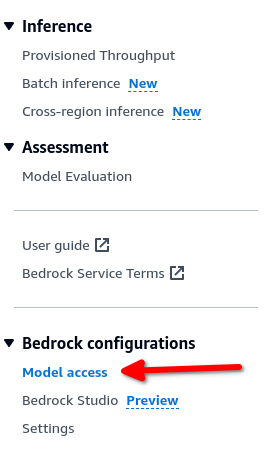 Inference
Provisioned Throughput
Batch inference New
Cross-region inference New
Assessment
Model Evaluation
User guide
Bedrock Service Terms
Bedrock configurations
Model access
Bedrock Studio Preview
Settings